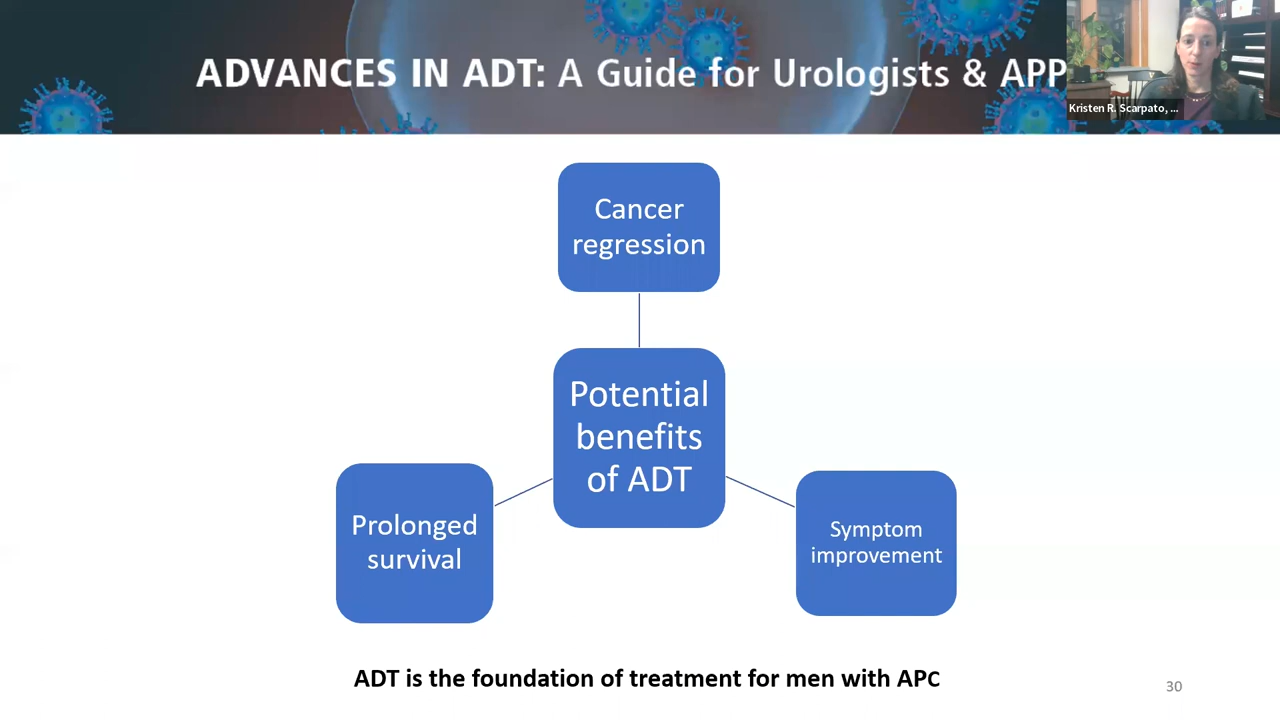 ADVANCES IN ADT: A Guide for Urologists & APP
Kristen R. Scarpato, ...
Cancer
regression
Potential
benefits
of ADT
Prolonged
survival
Symptom
improvement
ADT is the foundation of treatment for men with APC
30